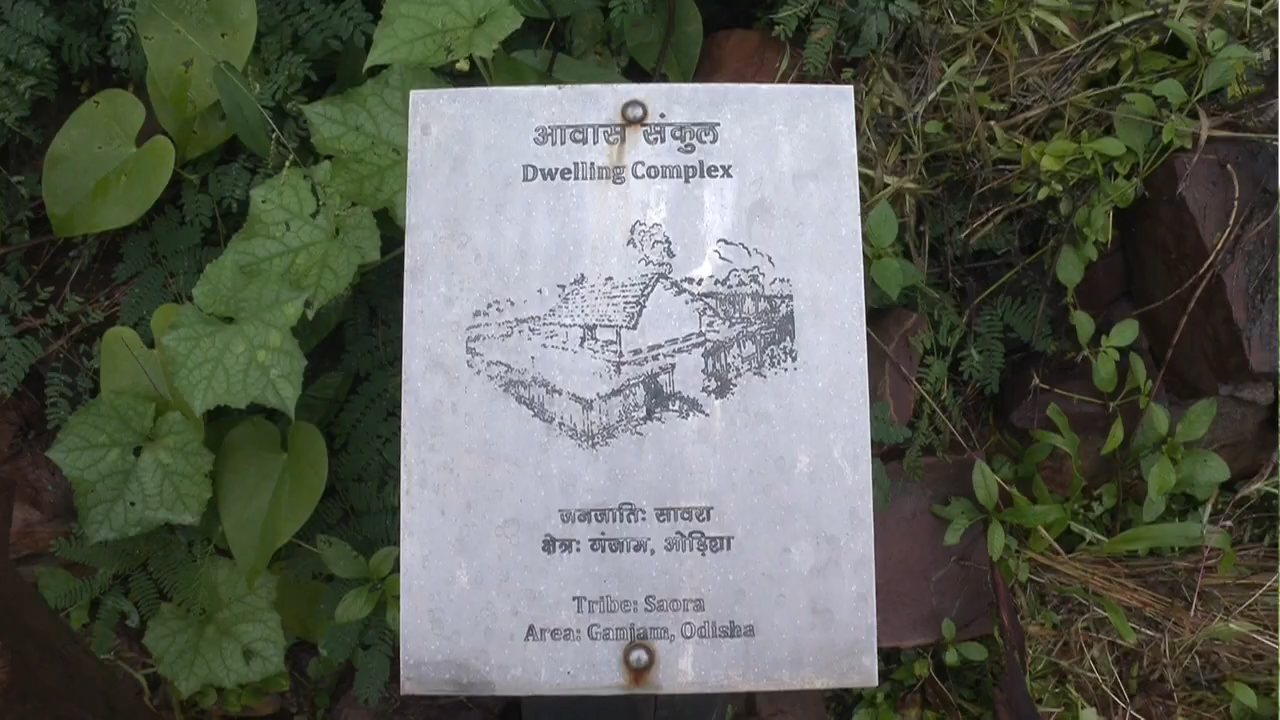 आवास संकुल
Dwelling Complex
जनजातिः सावरा
क्षेत्रः गंजाम, ओड़िशा
Tribe: Saora
Area: Ganjam, Odisha